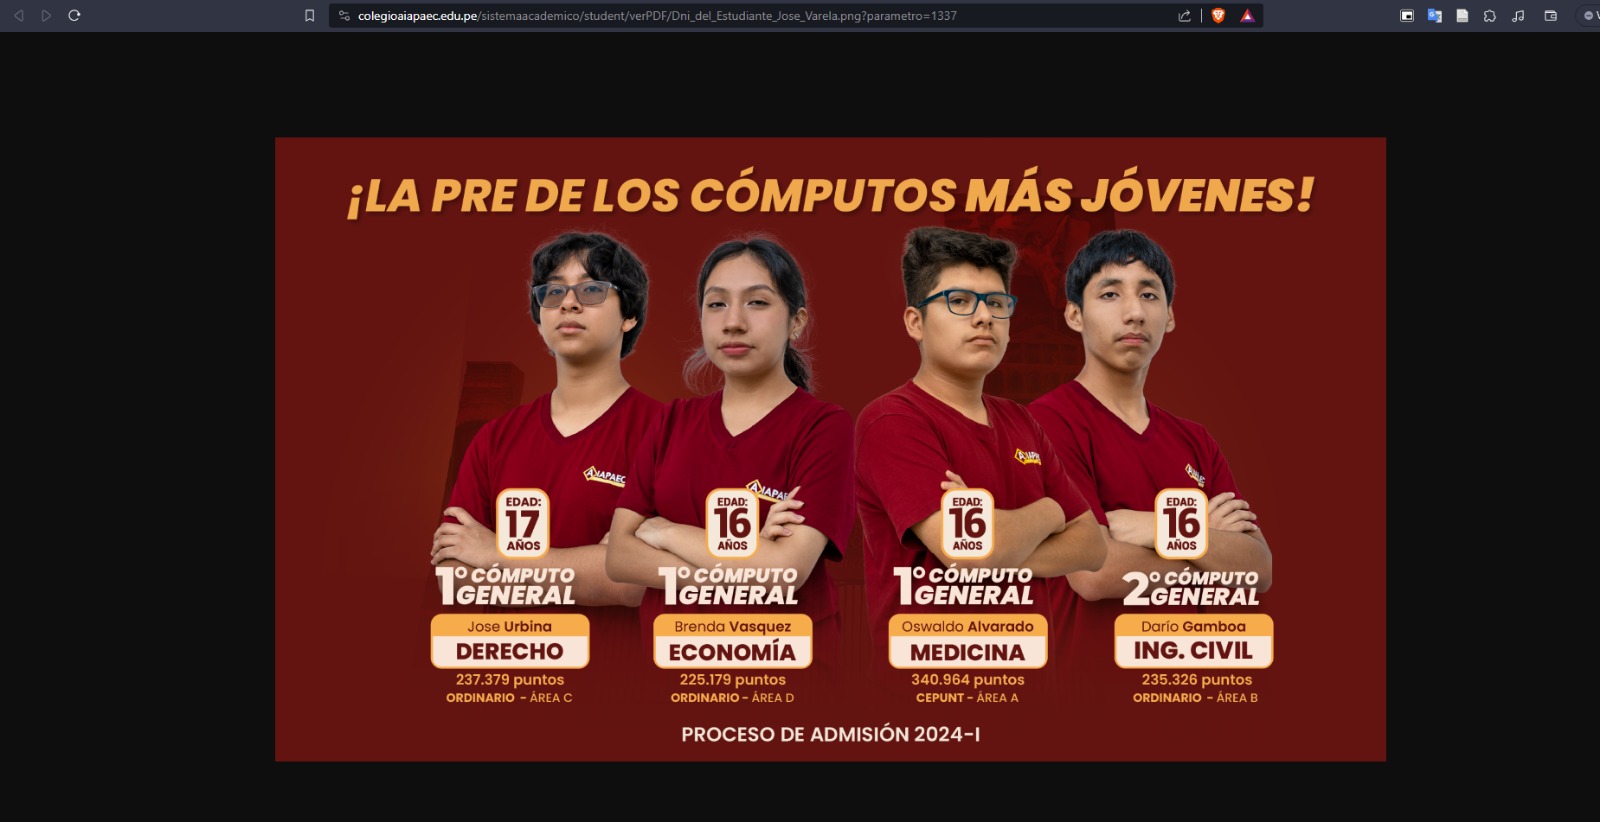 colegioaiapaec.edu.pe/sistemaacademico/student/verPDF/Dni_del_Estudiante_Jose_Varela.png?parametro=1337
¡LA PRE DE LOS CÓMPUTOS MÁS JÓVENES!
AIAPAEC
AIAPAE
AIAPAE
AIAPAEC
EDAD:
17
AÑOS
1° CÓMPUTO
GENERAL
Jose Urbina
DERECHO
237.379 puntos
ORDINARIO - ÁREA C
EDAD:
16
AÑOS
1° CÓMPUTO
GENERAL
Brenda Vasquez
ECONOMÍA
225.179 puntos
ORDINARIO - ÁREA D
EDAD:
16
AÑOS
1° CÓMPUTO
GENERAL
Oswaldo Alvarado
MEDICINA
340.964 puntos
CEPUNT - ÁREA A
EDAD:
16
AÑOS
2° CÓMPUTO
GENERAL
Darío Gamboa
ING. CIVIL
235.326 puntos
ORDINARIO - ÁREA B
PROCESO DE ADMISIÓN 2024-I